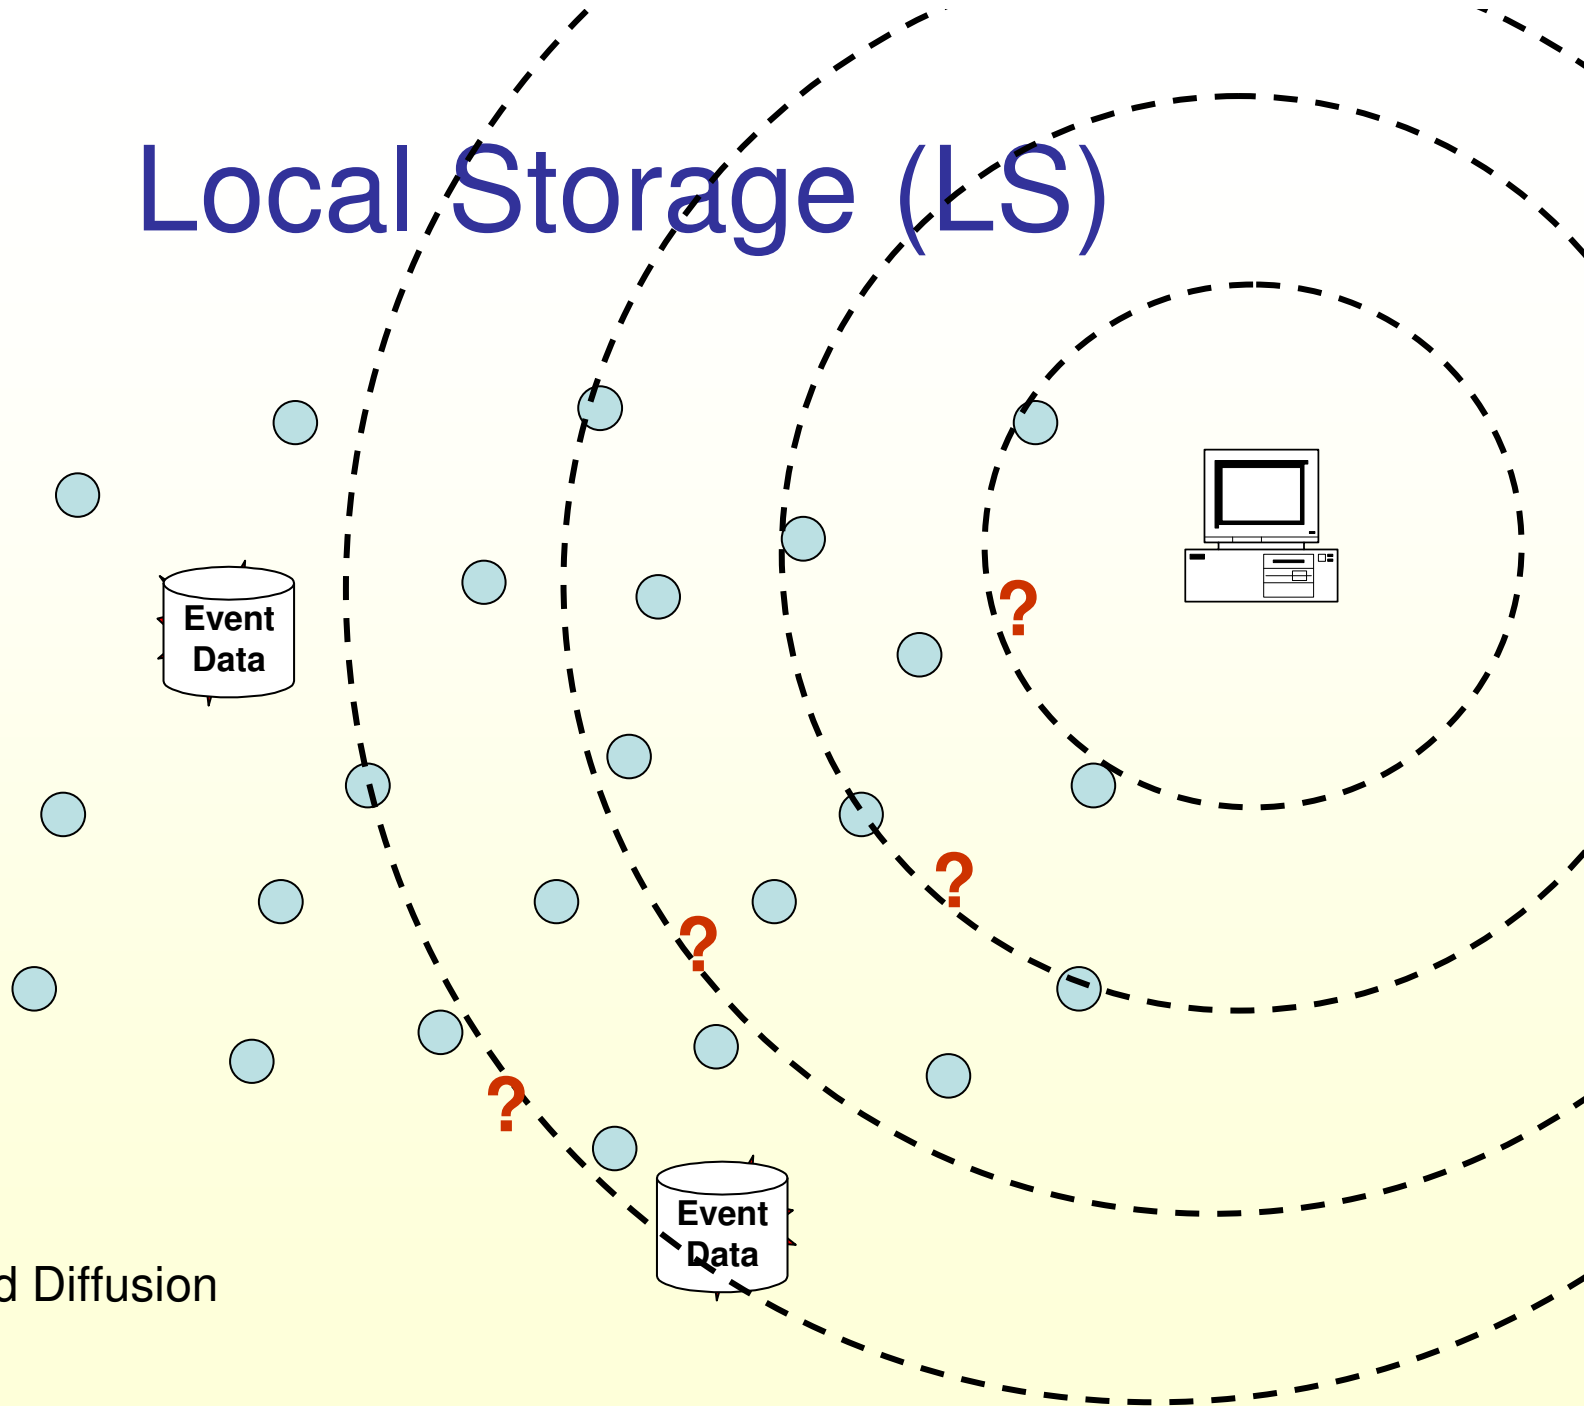 Local Storage (LS)
?
Event
Data
?
?
?
Event
Data
d Diffusion